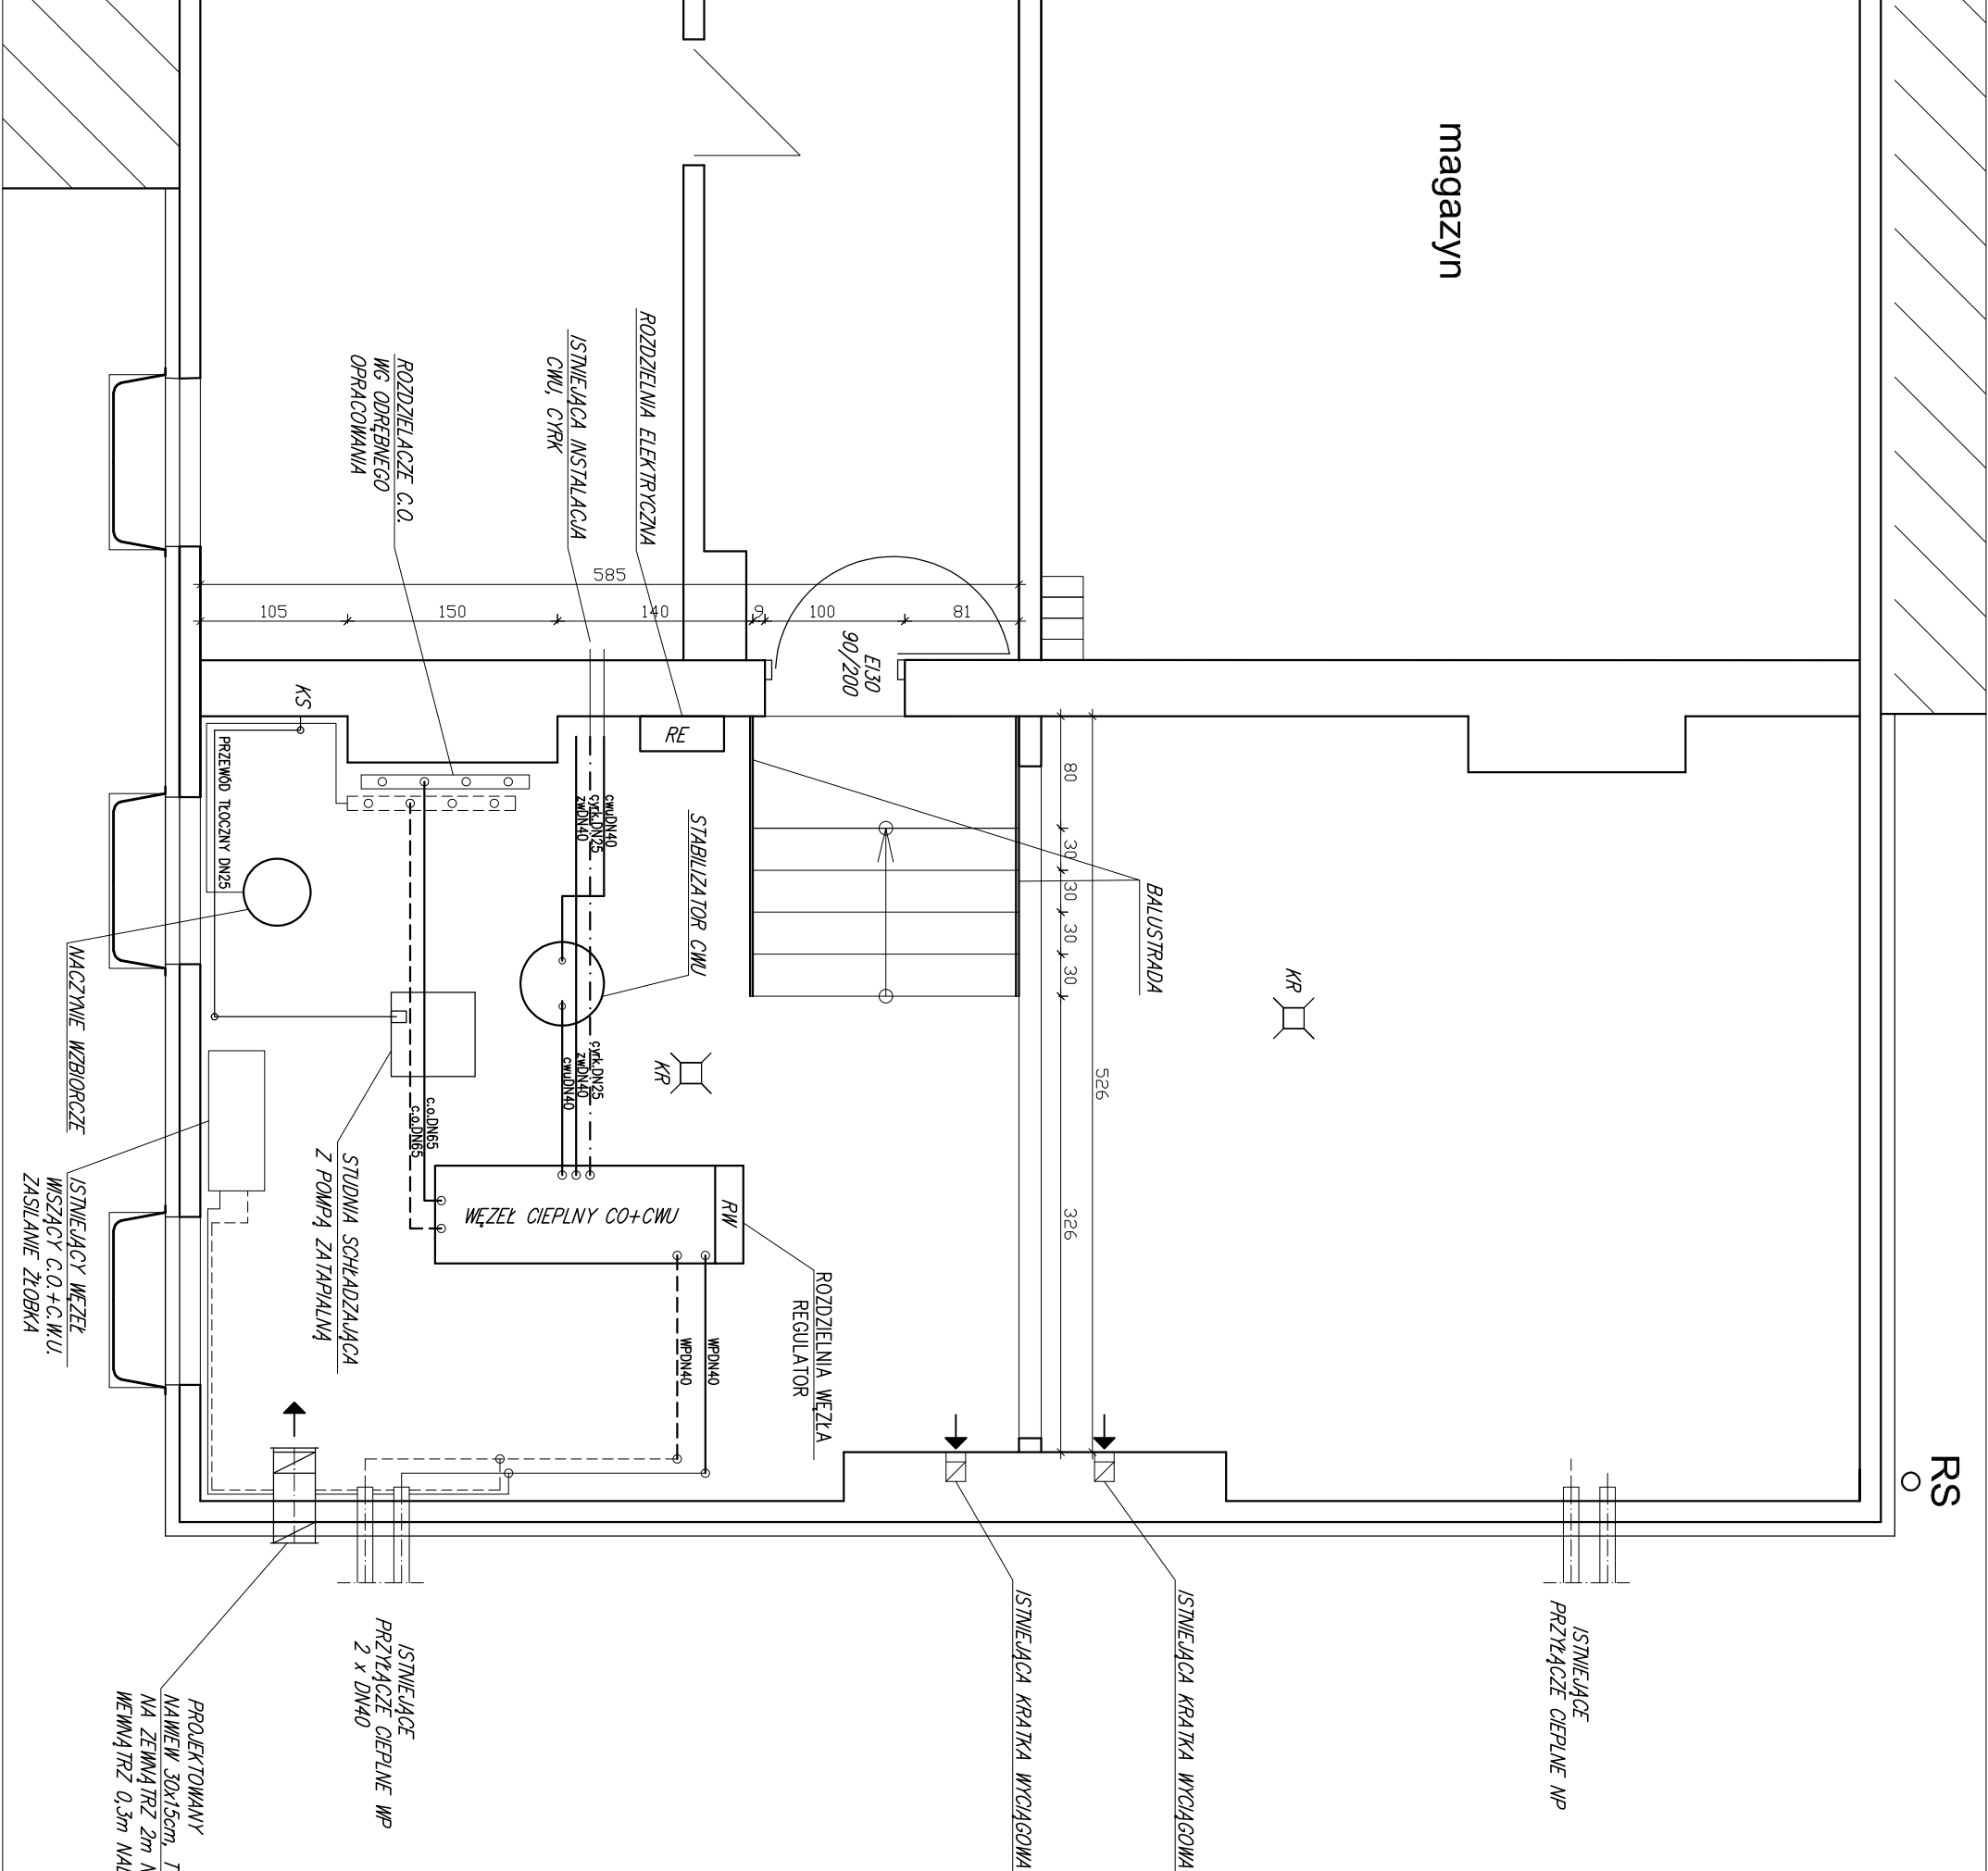 magazyn
RS
ROZDZIELNIA ELEKTRYCZNA
ISTNIEJĄCA INSTALACJA
CWU, CYRK
ROZDZIELACZE C.O.
WG ODRĘBNEGO
OPRACOWANIA
585
105
150
140
9
100
81
EI30
90/200
KS
RE
PRZEWÓD TŁOCZNY DN25
cwuDN40
cyrk.DN25
zwDN40
STABILIZATOR CWU
80
30
30
30
30
526
326
BALUSTRADA
KR
KR
cyrk.DN25
zwDN40
cwuDN40
c.o.DN65
c.o.DN65
NACZYNIE WZBIORCZE
STUDNIA SCHŁADZAJĄCA
Z POMPĄ ZATAPIALNĄ
WĘZEŁ CIEPLNY CO+CWU
RW
ISTNIEJĄCY WĘZEŁ
WISZĄCY C.O.+C.W.U.
ZASILANIE ŻŁOBKA
ROZDZIELNIA WĘZŁA
REGULATOR
WPDN40
WPDN40
ISTNIEJĄCA KRATKA WYCIĄGOWA
ISTNIEJĄCA KRATKA WYCIĄGOWA
ISTNIEJĄCE
PRZYŁĄCZE CIEPLNE NP
ISTNIEJĄCE
PRZYŁĄCZE CIEPLNE WP
2 x DN40
PROJEKTOWANY
NAWIEW 30x15cm,
NA ZEWNĄTRZ 2m
WEWNĄTRZ 0,3m